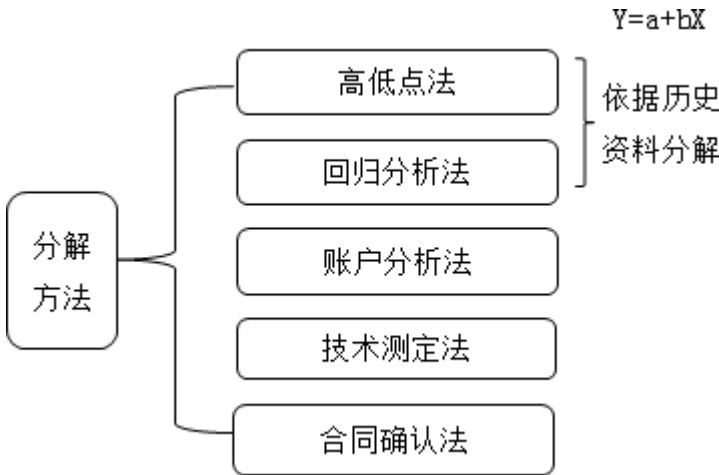 Y=a+bX
高低点法
依据历史
资料分解
回归分析法
分解
方法
账户分析法
技术测定法
合同确认法